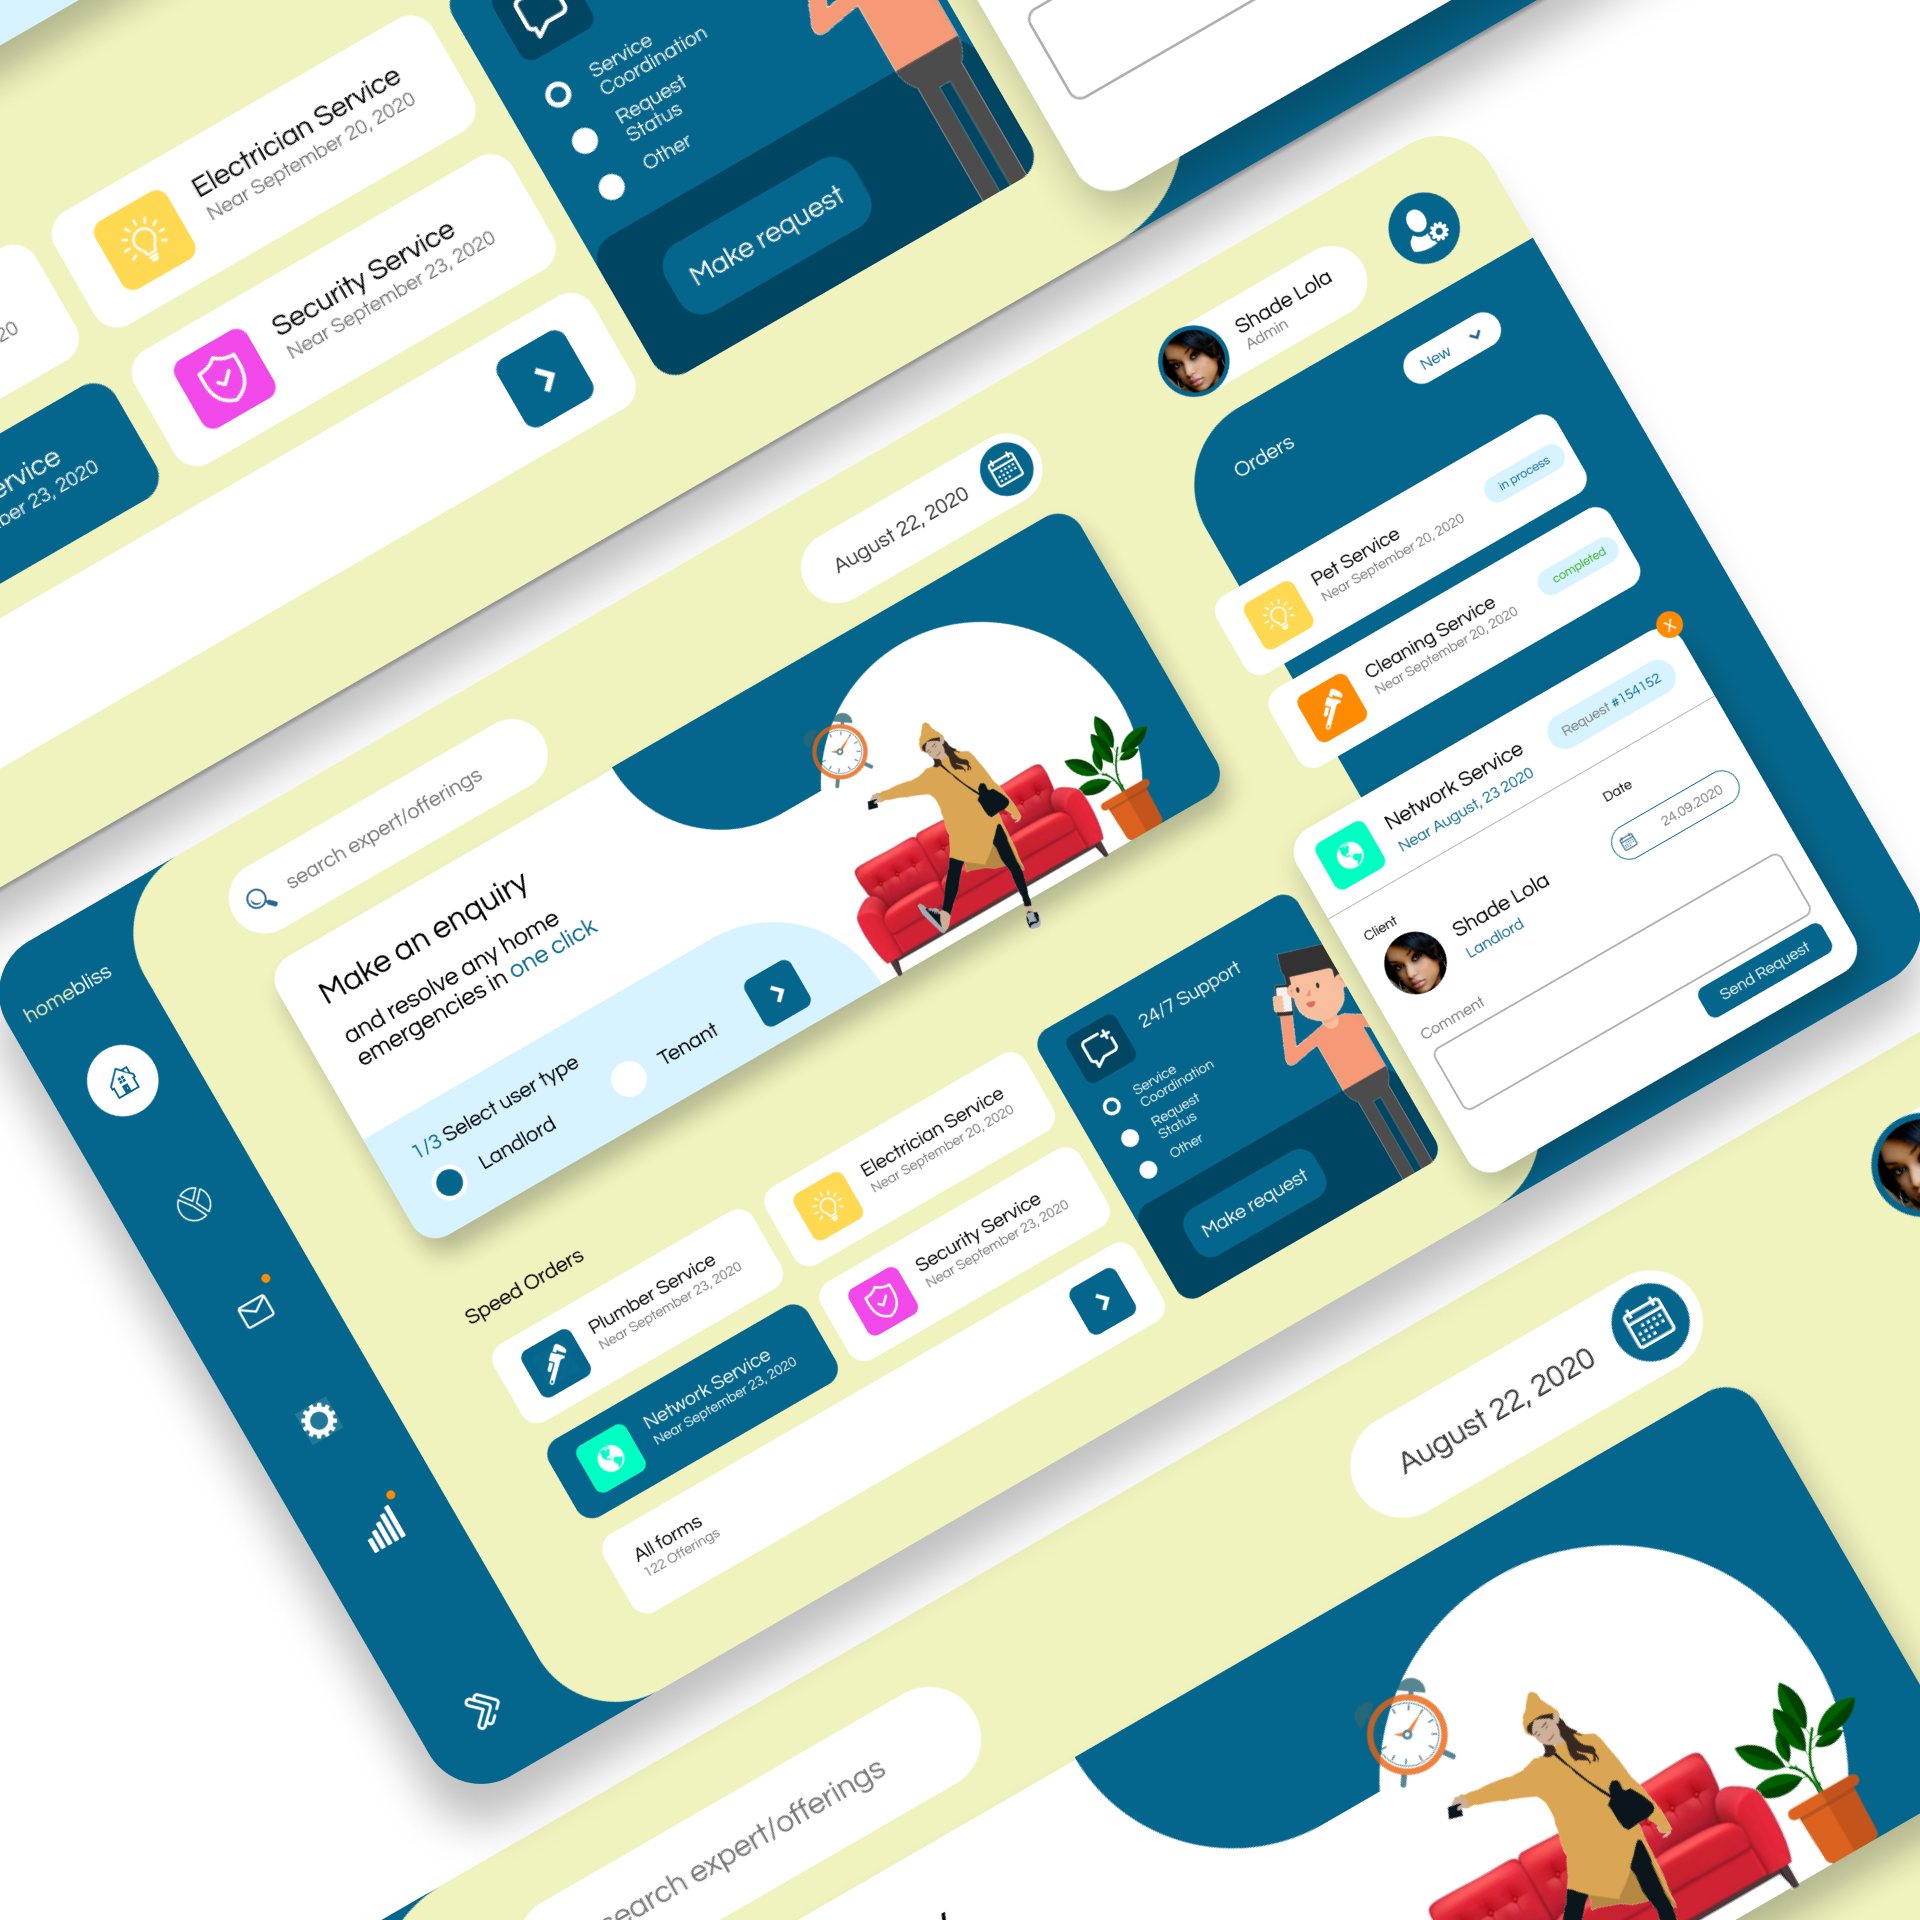 Electrician Service
Near September 20, 2020
Security Service
Near September 23, 2020
20
ervice
ber 23, 2020
Service
Coordination
Request
Status
Other
Make request
homebliss
search expert/offerings
August 22, 2020
Shade Lola
Admin
Make an enquiry
and resolve any home
emergencies in one click
1/3 Select user type
Landlord
Tenant
Speed Orders
Plumber Service
Near September 23, 2020
Electrician Service
Near September 20, 2020
Network Service
Near September 23, 2020
Security Service
Near September 23, 2020
All forms
122 Offerings
24/7 Support
Service
Coordination
Request
Status
Other
Make request
New
Orders
Pet Service
Near September 20, 2020
in process
Cleaning Service
Near September 20, 2020
completed
X
Network Service
Near August, 23 2020
Request #154152
Client
Shade Lola
Landlord
Date
24.09.2020
Comment
Send Request
August 22, 2020
search expert/offerings